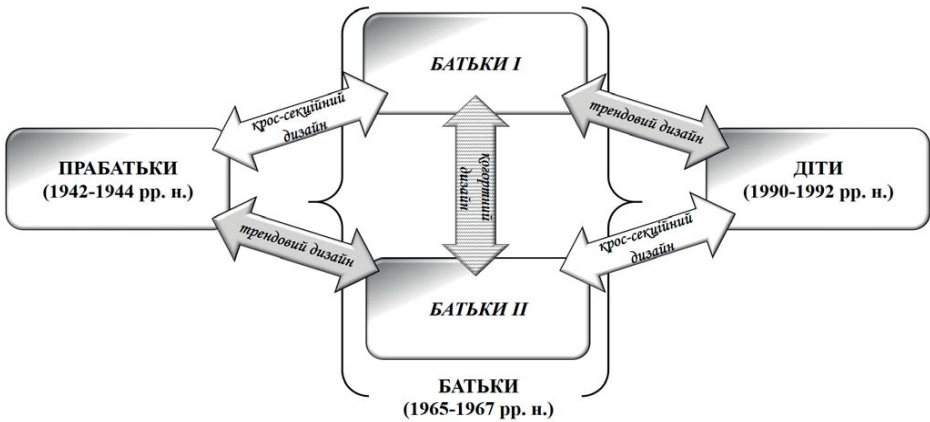 БАТЬКИ І
крос-секційний
дизайн
трендовий дизайн
ПРАБАТЬКИ
(1942-1944 рр. н.)
когортний
дизайн
ДІТИ
(1990-1992 рр. н.)
трендовий дизайн
крос-секційний
дизайн
БАТЬКИ ІІ
БАТЬКИ
(1965-1967 рр. н.)